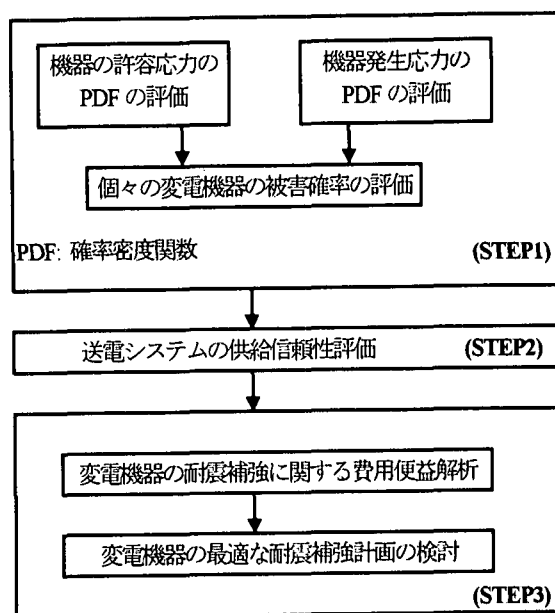 機器の許容応力の
PDF の評価
機器発生応力の
PDF の評価
個々の変電機器の被害確率の評価
PDF: 確率密度関数
(STEP1)
送電システムの供給信頼性評価
(STEP2)
変電機器の耐震補強に関する費用便益解析
変電機器の最適な耐震補強計画の検討
(STEP3)